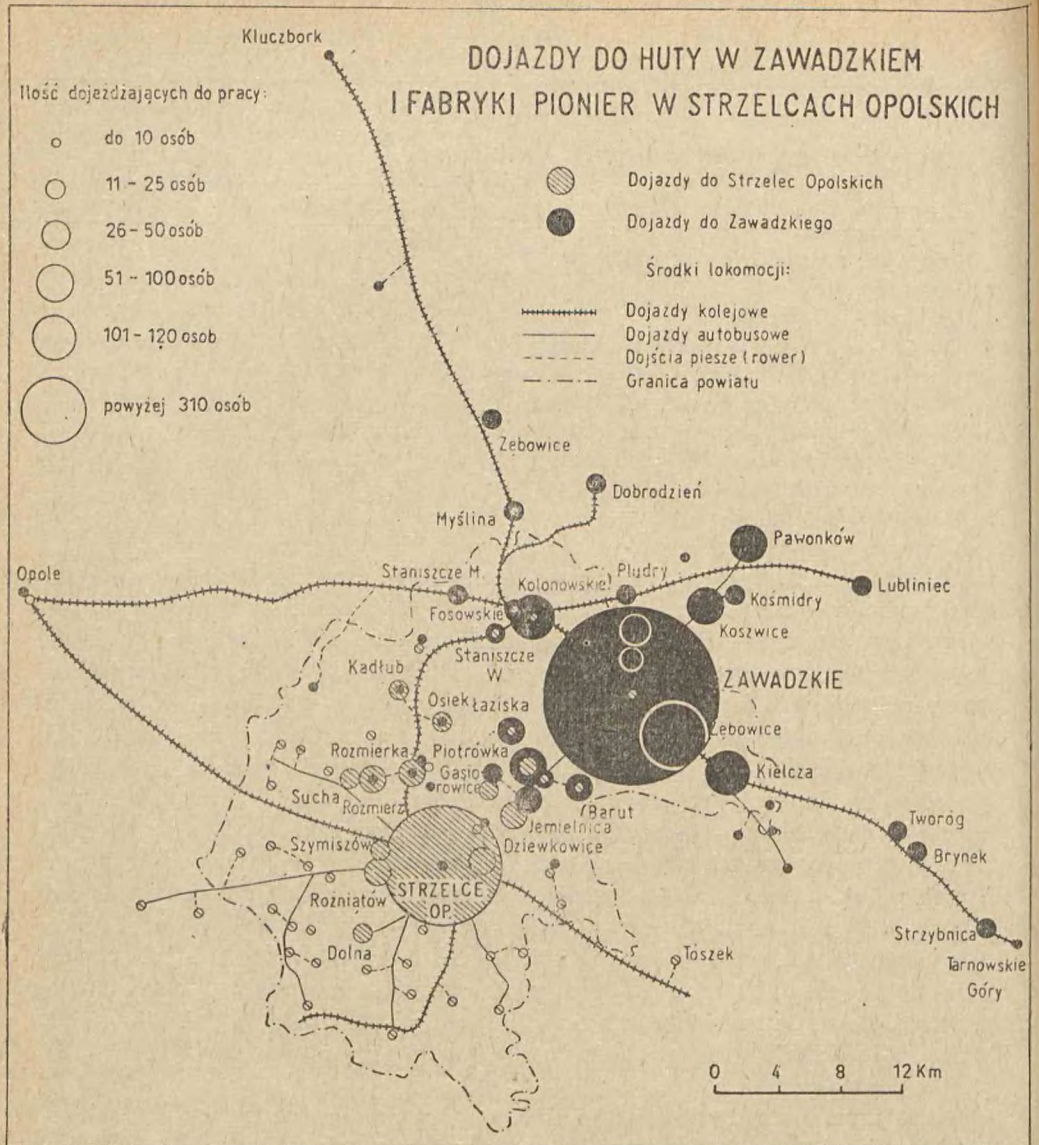 DOJAZDY DO HUTY W ZAWADZKIEM
I FABRYKI PIONIER W STRZELCACH OPOLSKICH
Ilość dojeżdżających do pracy:
do 10 osób
11 - 25 osób
26 - 50 osób
51 - 100 osób
101 - 120 osob
powyżej 310 osób
Dojazdy do Strzelec Opolskich
Dojazdy do Zawadzkiego
Środki lokomocji:
Dojazdy kolejowe
Dojazdy autobusowe
Dojścia piesze (rower)
Granica powiatu
Kluczbork
Zębowice
Dobrodzień
Myślina
Pawonków
Opole
Staniszcze M.
Kolonowskie
Pludry
Lubliniec
Fosowskie
Kośmidry
Koszwice
Staniszcze
W
Kadłub
ZAWADZKIE
Osiek
Łaziska
Żębowice
Rozmierka
Piotrówka
Gąsio
rowice
Kielcza
Sucha
Rozmierz
Barut
Jemielnica
Tworóg
Szymiszów
Dziewkowice
Brynek
STRZELCE
OP.
Rożniątów
Dolna
Toszek
Strzybnica
Tarnowskie
Góry
0 4 8 12 Km